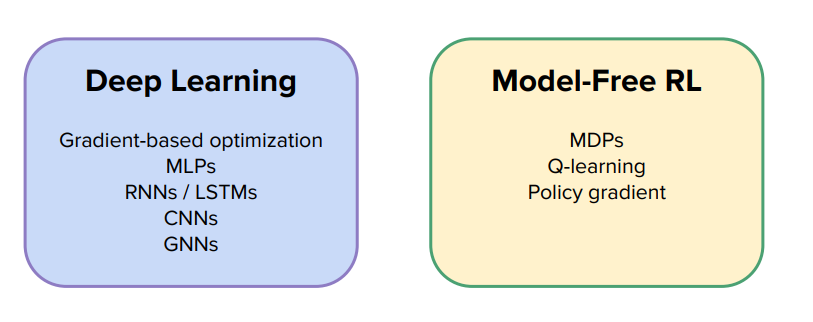 Deep Learning
Gradient-based optimization
MLPs
RNNs / LSTMs
CNNs
GNNs
Model-Free RL
MDPs
Q-learning
Policy gradient